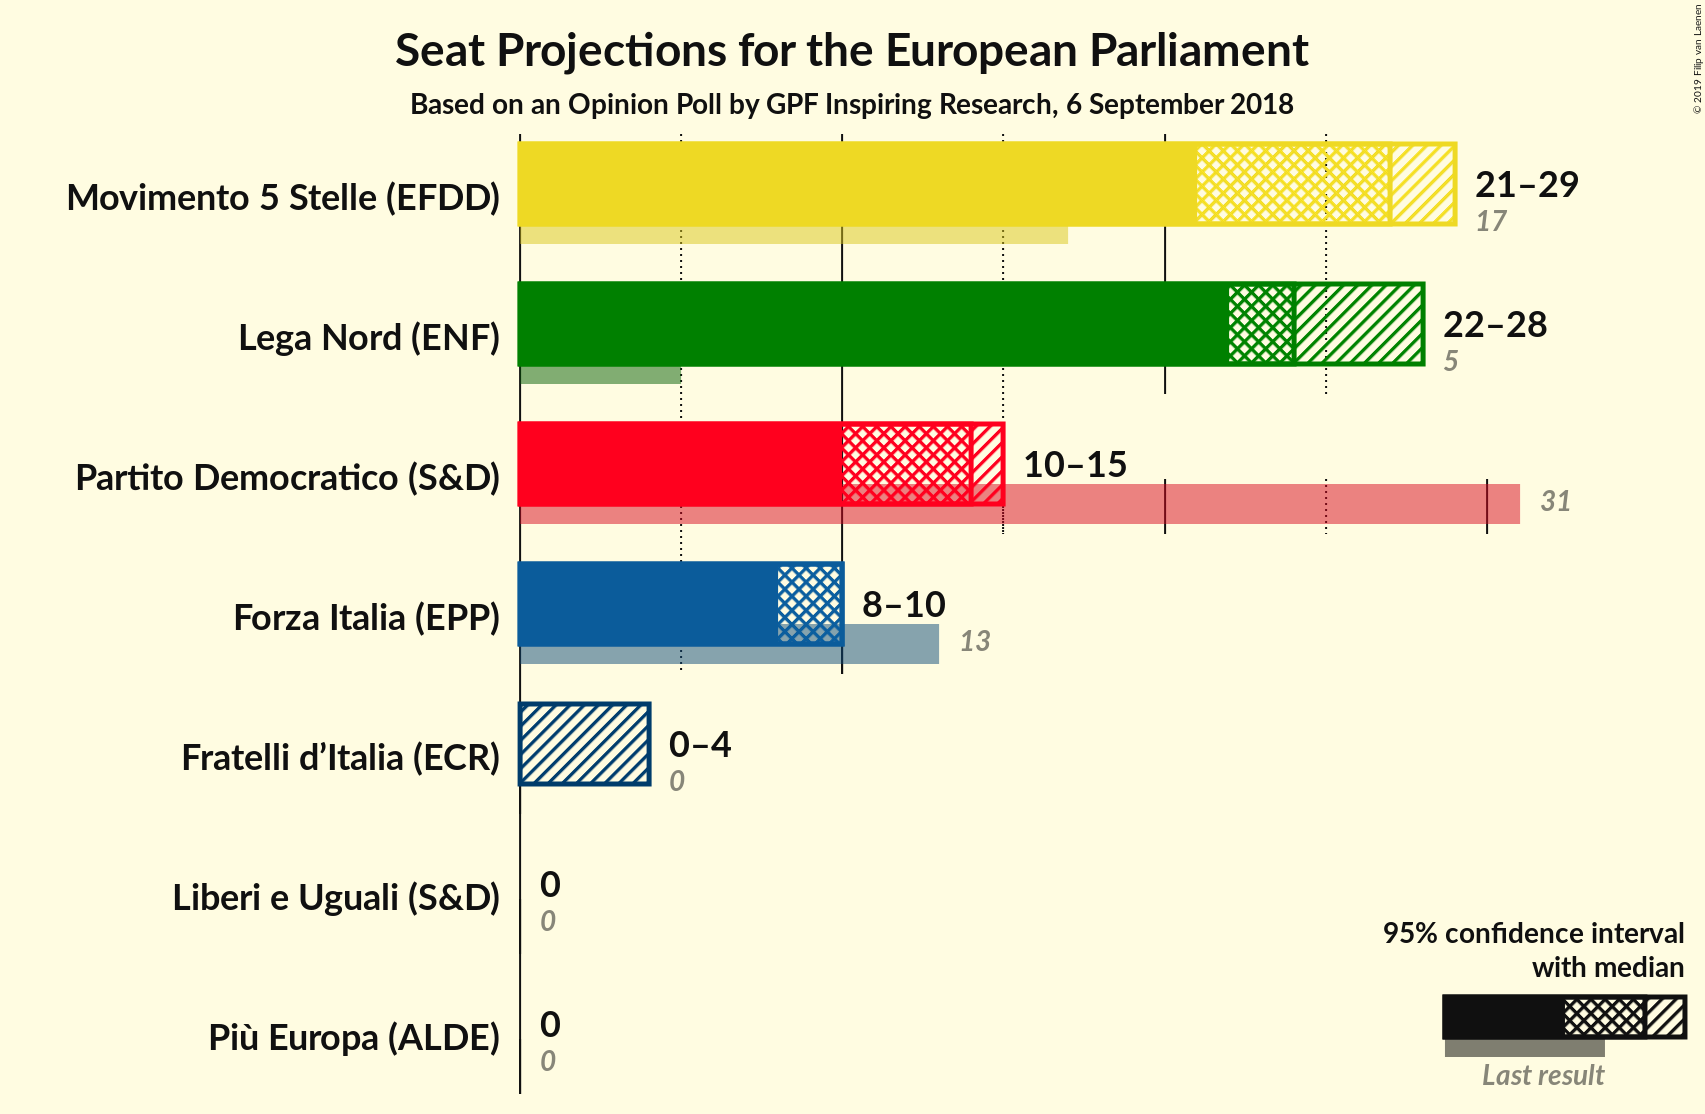 Seat Projections for the European Parliament
Based on an Opinion Poll by GPF Inspiring Research, 6 September 2018
© 2019 Filip van Laenen
Movimento 5 Stelle (EFDD)
21–29
17
Lega Nord (ENF)
22–28
5
Partito Democratico (S&D)
10–15
31
Forza Italia (EPP)
8–10
13
Fratelli d’Italia (ECR)
0–4
0
Liberi e Uguali (S&D)
0
0
Più Europa (ALDE)
0
0
95% confidence interval
with median
Last result